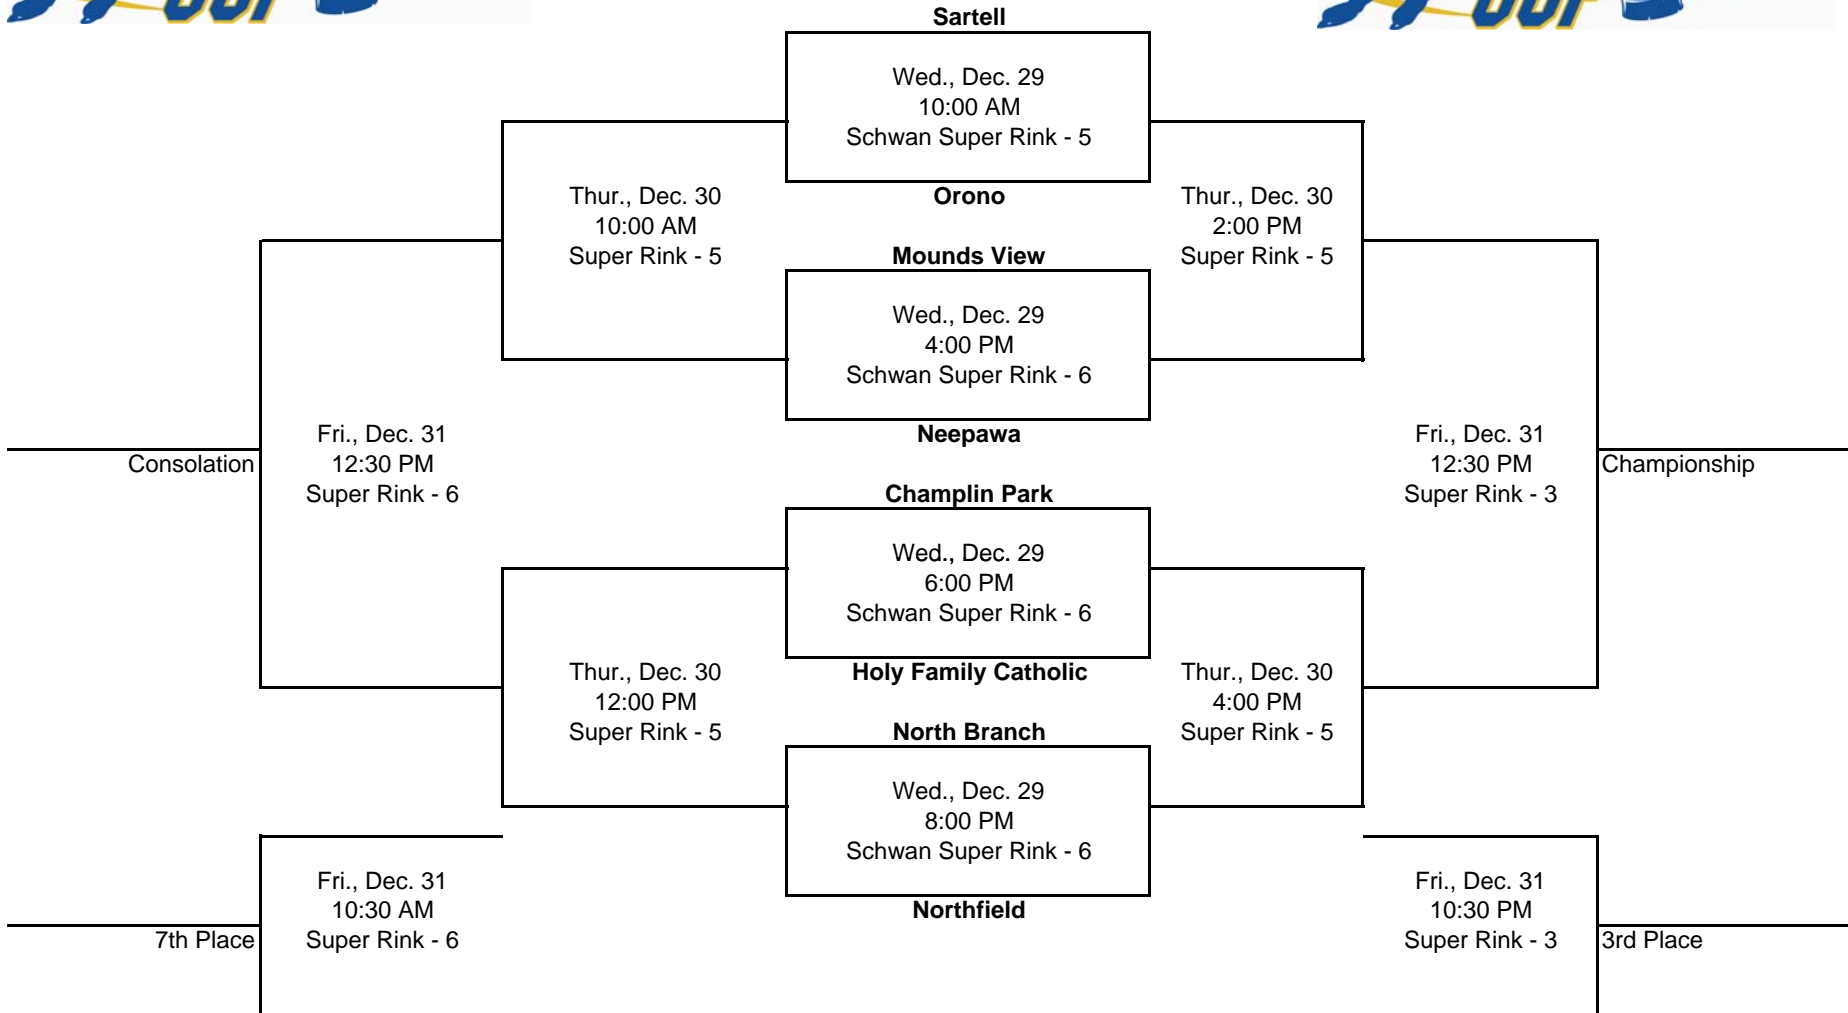 CUP
CUP
Sartell
Wed., Dec. 29
10:00 AM
Schwan Super Rink - 5
Orono
Thur., Dec. 30
10:00 AM
Super Rink - 5
Thur., Dec. 30
2:00 PM
Super Rink - 5
Mounds View
Wed., Dec. 29
4:00 PM
Schwan Super Rink - 6
Neepawa
Consolation
Fri., Dec. 31
12:30 PM
Super Rink - 6
Fri., Dec. 31
12:30 PM
Super Rink - 3
Championship
Champlin Park
Wed., Dec. 29
6:00 PM
Schwan Super Rink - 6
Holy Family Catholic
Thur., Dec. 30
12:00 PM
Super Rink - 5
Thur., Dec. 30
4:00 PM
Super Rink - 5
North Branch
Wed., Dec. 29
8:00 PM
Schwan Super Rink - 6
Northfield
Fri., Dec. 31
10:30 AM
Super Rink - 6
7th Place
Fri., Dec. 31
10:30 PM
Super Rink - 3
3rd Place